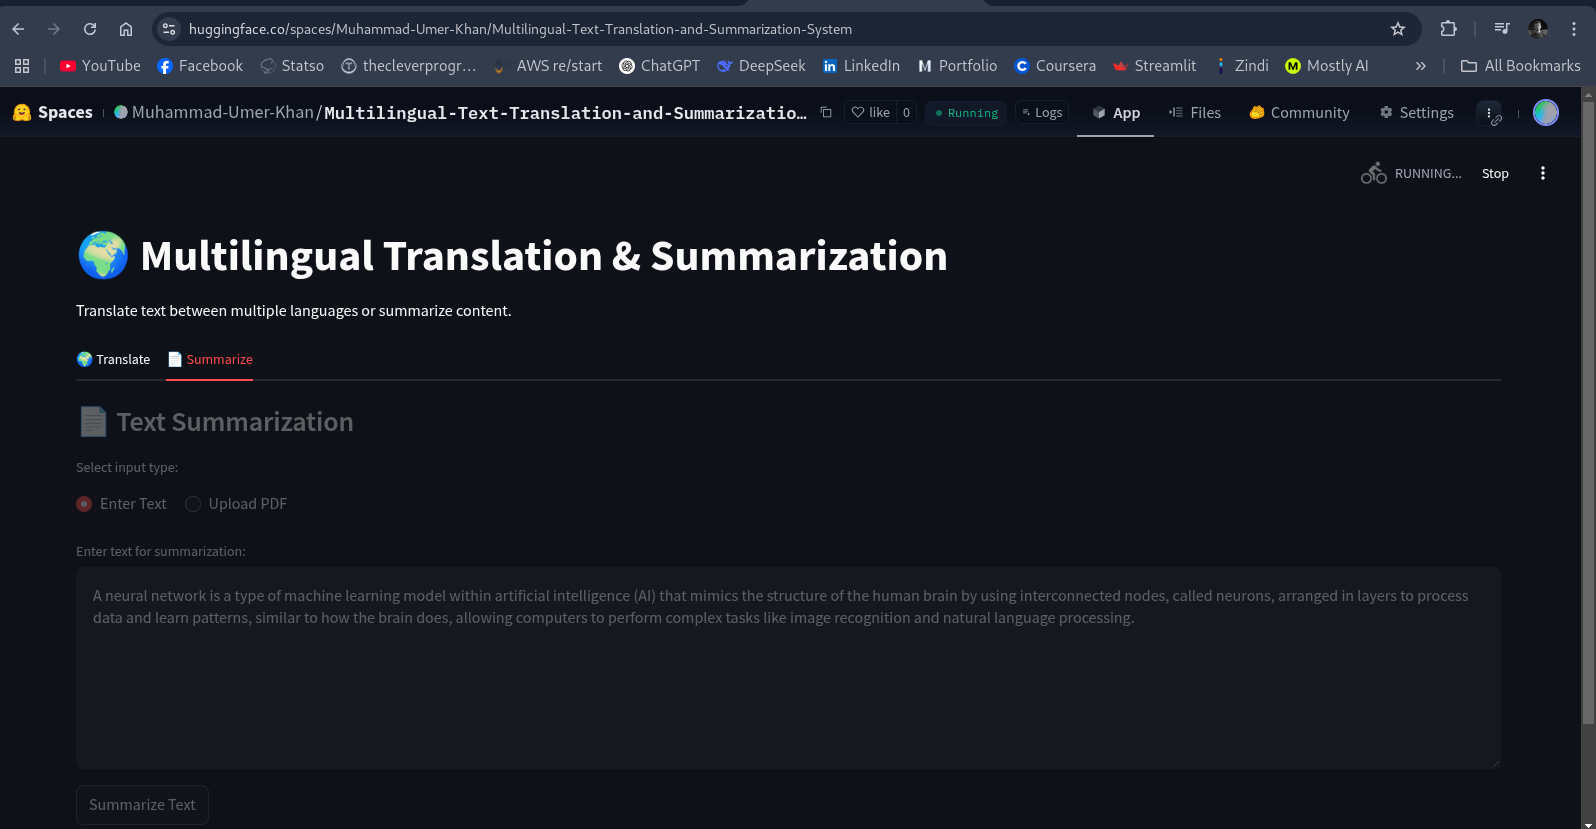 huggingface.co/spaces/Muhammad-Umer-Khan/Multilingual-Text-Translation-and-Summarization-System
YouTube Facebook Statso thecleverprogr... AWS re/start ChatGPT DeepSeek LinkedIn Portfolio Coursera Streamlit Zindi Mostly AI » All Bookmarks
Spaces Muhammad-Umer-Khan/Multilingual-Text-Translation-and-Summarizatio… like 0 Running Logs App Files Community Settings
RUNNING... Stop
Multilingual Translation & Summarization
Translate text between multiple languages or summarize content.
Translate Summarize
Text Summarization
Select input type:
Enter Text Upload PDF
Enter text for summarization:
A neural network is a type of machine learning model within artificial intelligence (AI) that mimics the structure of the human brain by using interconnected nodes, called neurons, arranged in layers to process
data and learn patterns, similar to how the brain does, allowing computers to perform complex tasks like image recognition and natural language processing.
Summarize Text